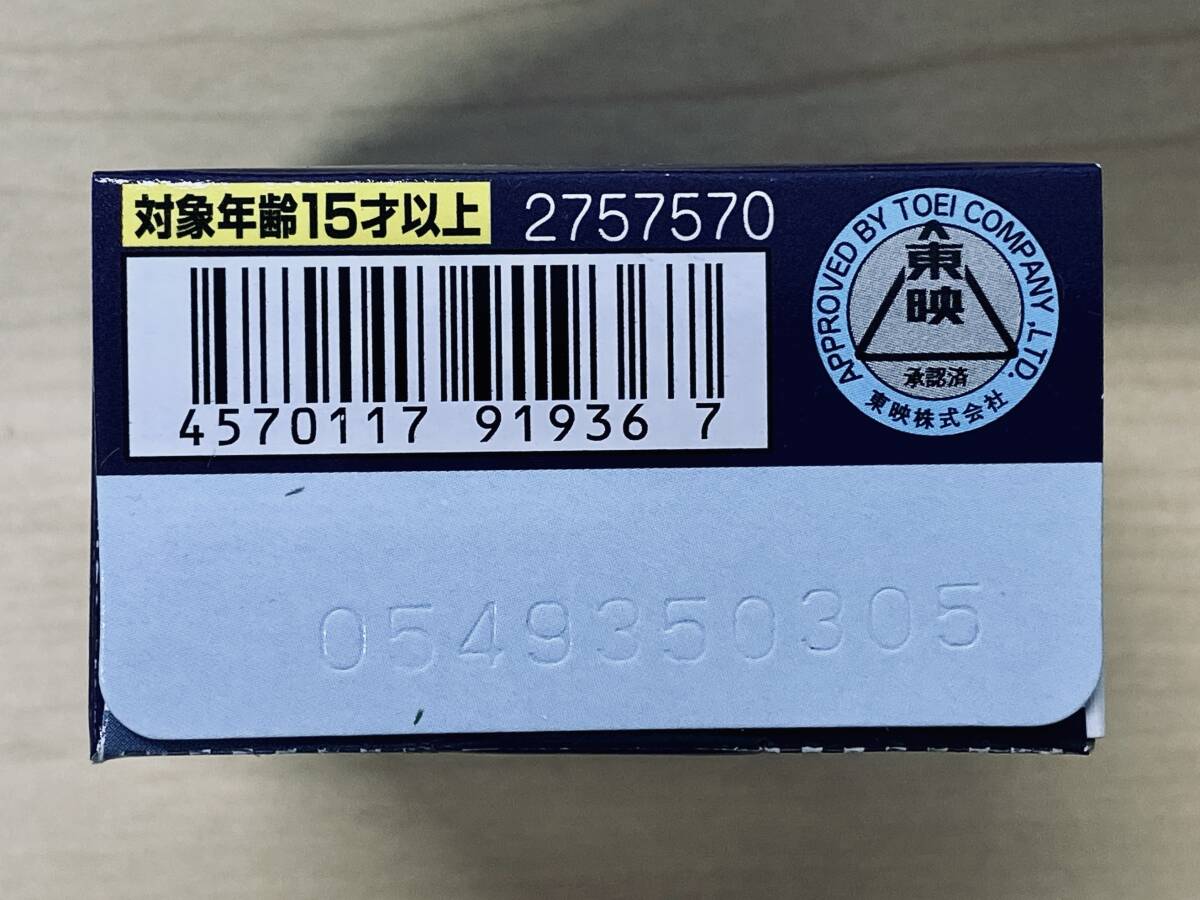 対象年齢15才以上
2757570
4570117 91936 7
APPROVED BY TOEI COMPANY, LTD.
東映
承認済
東映株式会社
0549350305